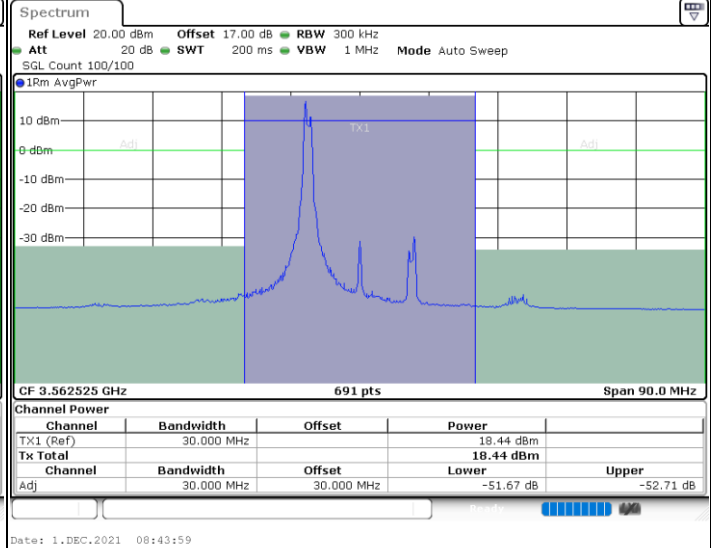 Spectrum
Ref Level 20.00 dBm Offset 17.00 dB RBW 300 kHz
Att 20 dB SWT 200 ms VBW 1 MHz Mode Auto Sweep
SGL Count 100/100
1Rm AvgPwr
10 dBm
TX1
Adj
0 dBm
Adj
-10 dBm
-20 dBm
-30 dBm
CF 3.562525 GHz 691 pts Span 90.0 MHz
Channel Power
Channel Bandwidth Offset Power
TX1 (Ref) 30.000 MHz 18.44 dBm
Tx Total 18.44 dBm
Channel Bandwidth Offset Lower Upper
Adj 30.000 MHz 30.000 MHz -51.67 dB -52.71 dB
Ready
Date: 1.DEC.2021 08:43:59